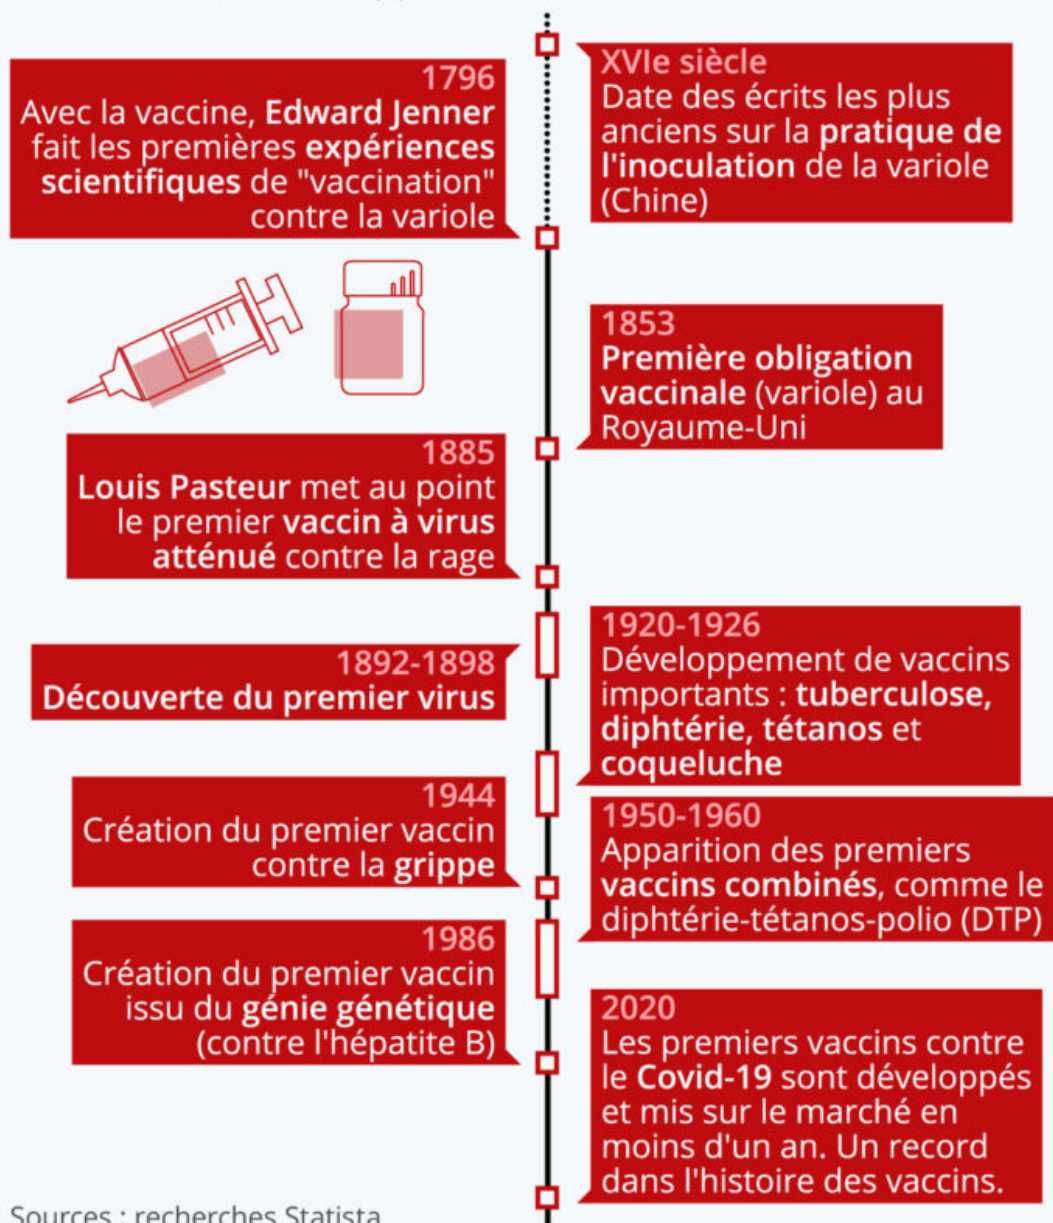 XVIe siècle
Date des écrits les plus
anciens sur la pratique de
l'inoculation de la variole
(Chine)
1796
Avec la vaccine, Edward Jenner
fait les premières expériences
scientifiques de "vaccination"
contre la variole
1853
Première obligation
vaccinale (variole) au
Royaume-Uni
1885
Louis Pasteur met au point
le premier vaccin à virus
atténué contre la rage
1892-1898
Découverte du premier virus
1920-1926
Développement de vaccins
importants : tuberculose,
diphtérie, tétanos et
coqueluche
1944
Création du premier vaccin
contre la grippe
1950-1960
Apparition des premiers
vaccins combinés, comme le
diphtérie-tétanos-polio (DTP)
1986
Création du premier vaccin
issu du génie génétique
(contre l'hépatite B)
2020
Les premiers vaccins contre
le Covid-19 sont développés
et mis sur le marché en
moins d'un an. Un record
dans l'histoire des vaccins.
Sources : recherches Statista